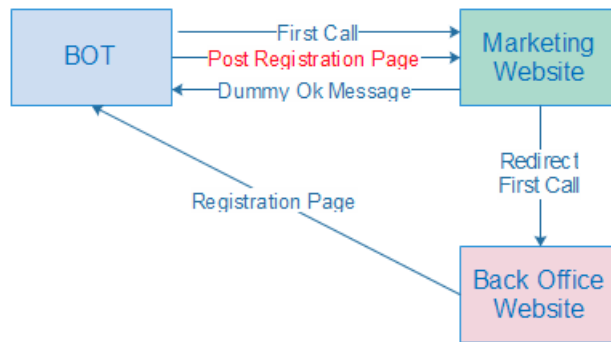 First Call
BOT
Post Registration Page
Dummy Ok Message
Marketing
Website
Redirect
First Call
Registration Page
Back Office
Website